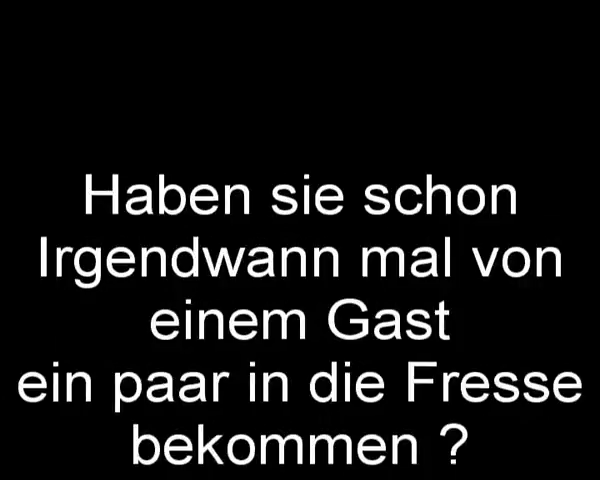 Haben sie schon
Irgendwann mal von
einem Gast
ein paar in die Fresse
bekommen ?